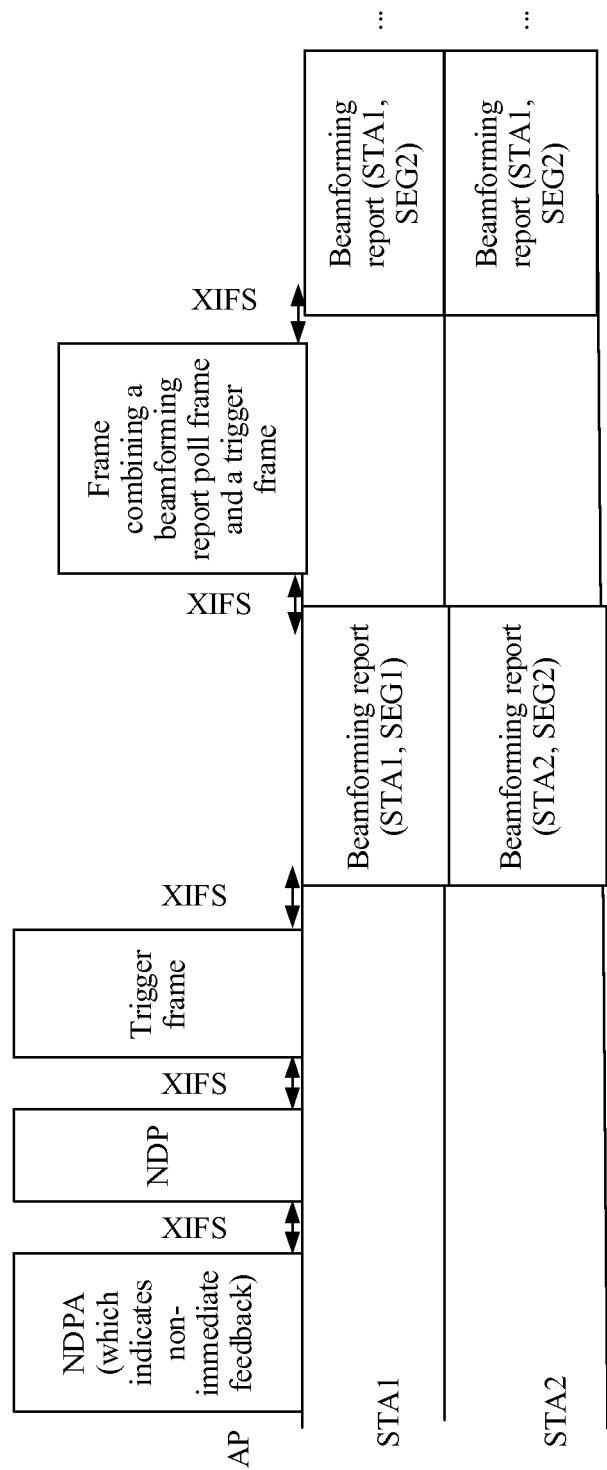 AP
NDPA
(which
indicates
non-
immediate
feedback)
XIFS
NDP
XIFS
Trigger
frame
XIFS
XIFS
Frame
combining a
beamforming
report poll frame
and a trigger
frame
XIFS
STA1
Beamforming report
(STA1, SEG1)
Beamforming
report (STA1,
SEG2)
...
STA2
Beamforming report
(STA2, SEG2)
Beamforming
report (STA1,
SEG2)
...